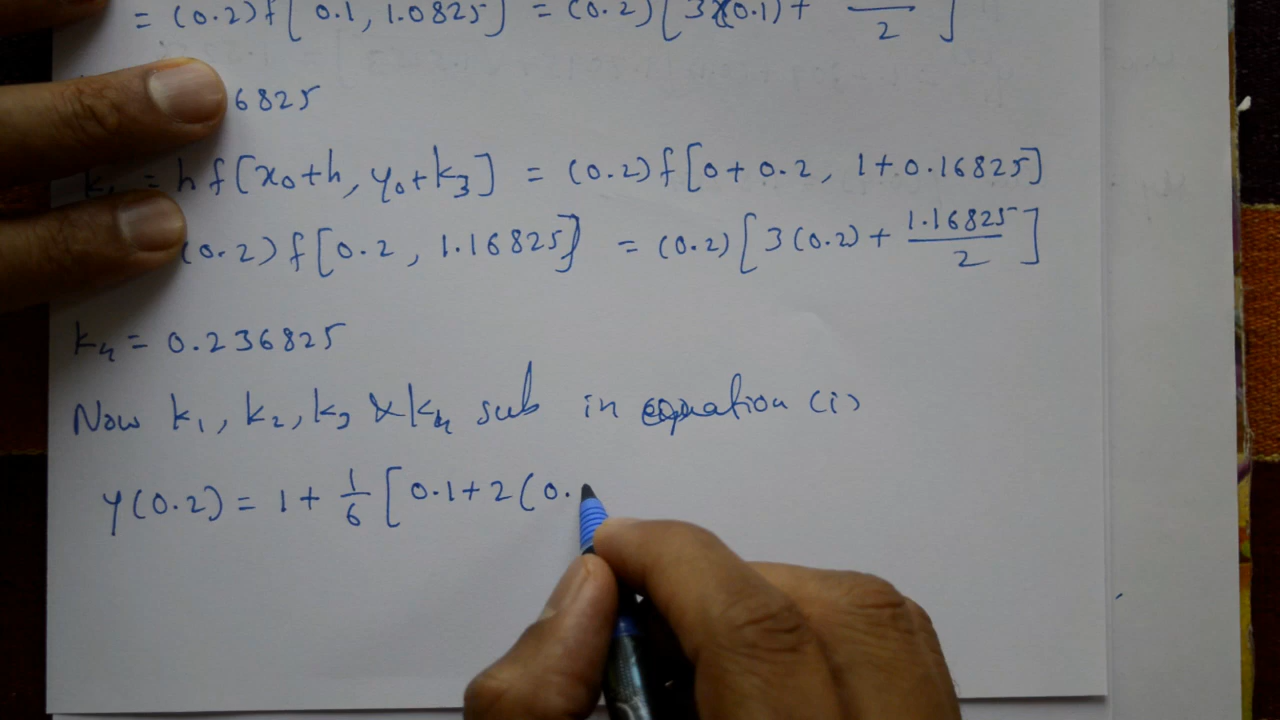 = (0.2) f [ 0.1, 1.0825 ] = (0.2) [ 3(0.1) + —/2 ]
6825
= h f [x₀+h, y₀+k₃] = (0.2) f [0+0.2, 1+0.16825]
(0.2) f [0.2, 1.16825] = (0.2) [ 3(0.2) + 1.16825/2 ]
k₄ = 0.236825
Now k₁, k₂, k₃ & k₄ sub in equation (i)
y(0.2) = 1 + 1/6 [ 0.1+2(0.